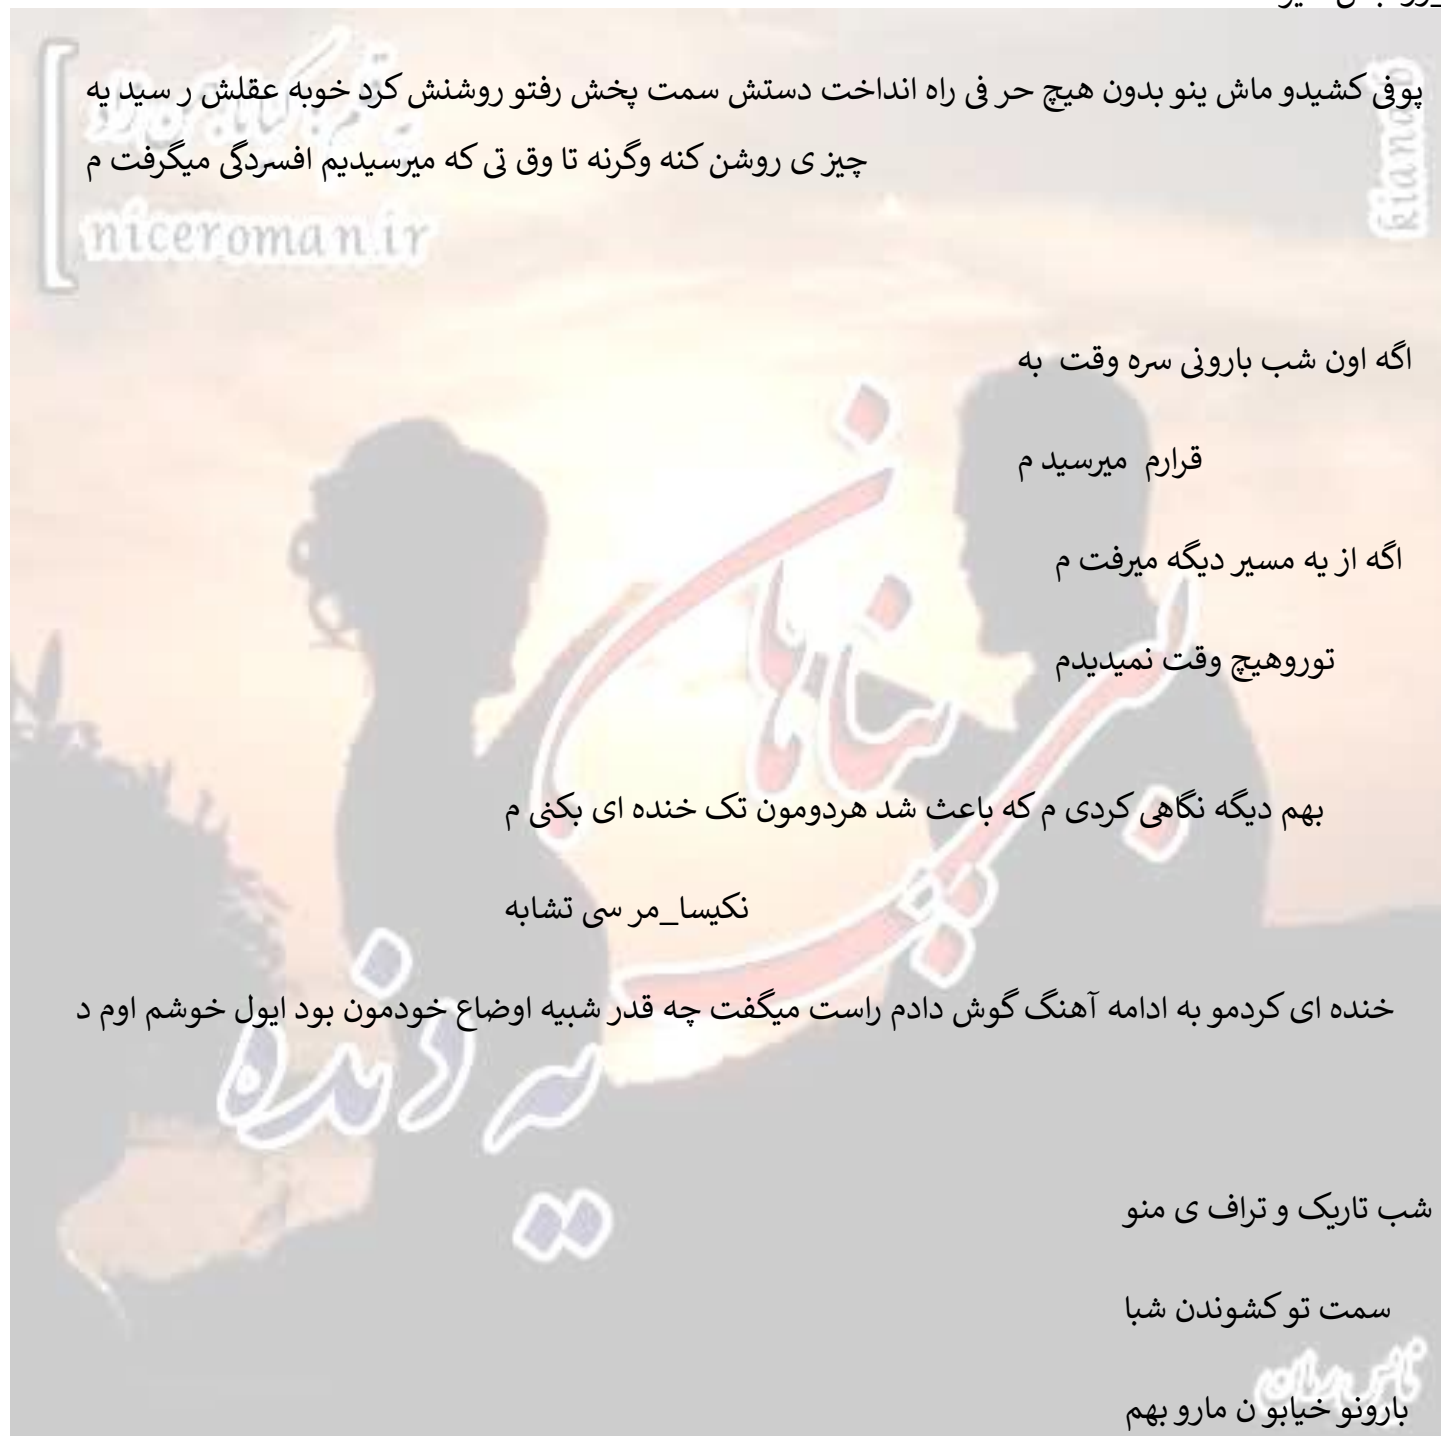 پوفی کشیدو ماش ینو بدون هیچ حر فی راه انداخت دستش سمت پخش رفتو روشنش کرد خوبه عقلش ر سید یه
چیز ی روشن کنه وگرنه تا وق تی که میرسیدیم افسردگی میگرفت م
niceroman.ir
kiana
اگه اون شب بارونی سره وقت به
قرارم میرسید م
اگه از یه مسیر دیگه میرفت م
توروهیچ وقت نمیدیدم
بهم دیگه نگاهی کردی م که باعث شد هردومون تک خنده ای بکنی م
نکیسا_مر سی تشابه
خنده ای کردمو به ادامه آهنگ گوش دادم راست میگفت چه قدر شبیه اوضاع خودمون بود ایول خوشم اوم د
یه دنده
شب تاریک و تراف ی منو
سمت تو کشوندن شبا
بارونو خیابو ن مارو بهم